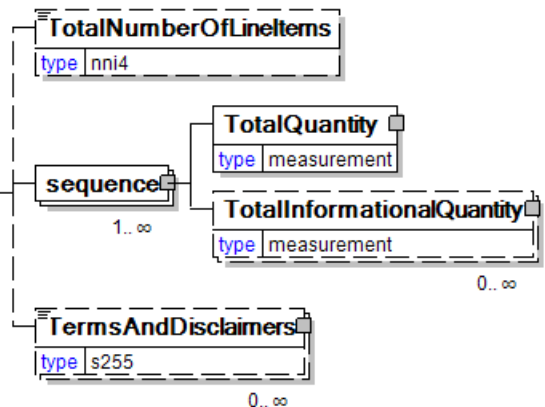 TotalNumberOfLineItems
type nni4
TotalQuantity
type measurement
sequence
1.. ∞
TotalInformationalQuantity
type measurement
0.. ∞
TermsAndDisclaimers
type s255
0.. ∞